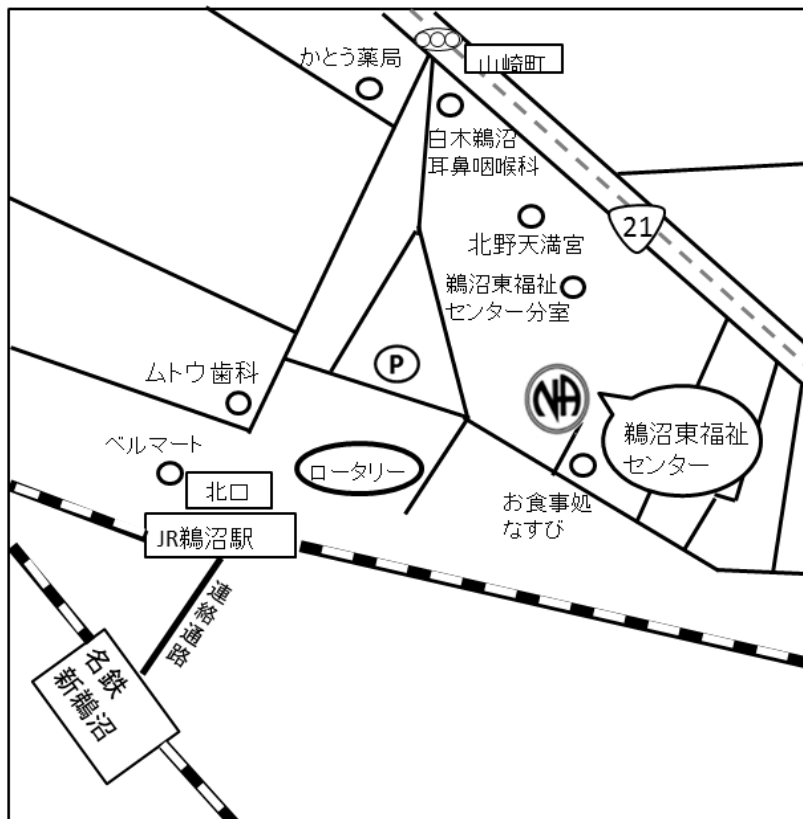 かとう薬局
山崎町
白木鵜沼
耳鼻咽喉科
21
北野天満宮
鵜沼東福祉
センター分室
P
ムトウ歯科
NA
鵜沼東福祉
センター
ベルマート
ロータリー
北口
お食事処
なすび
JR鵜沼駅
連絡通路
名鉄
新鵜沼